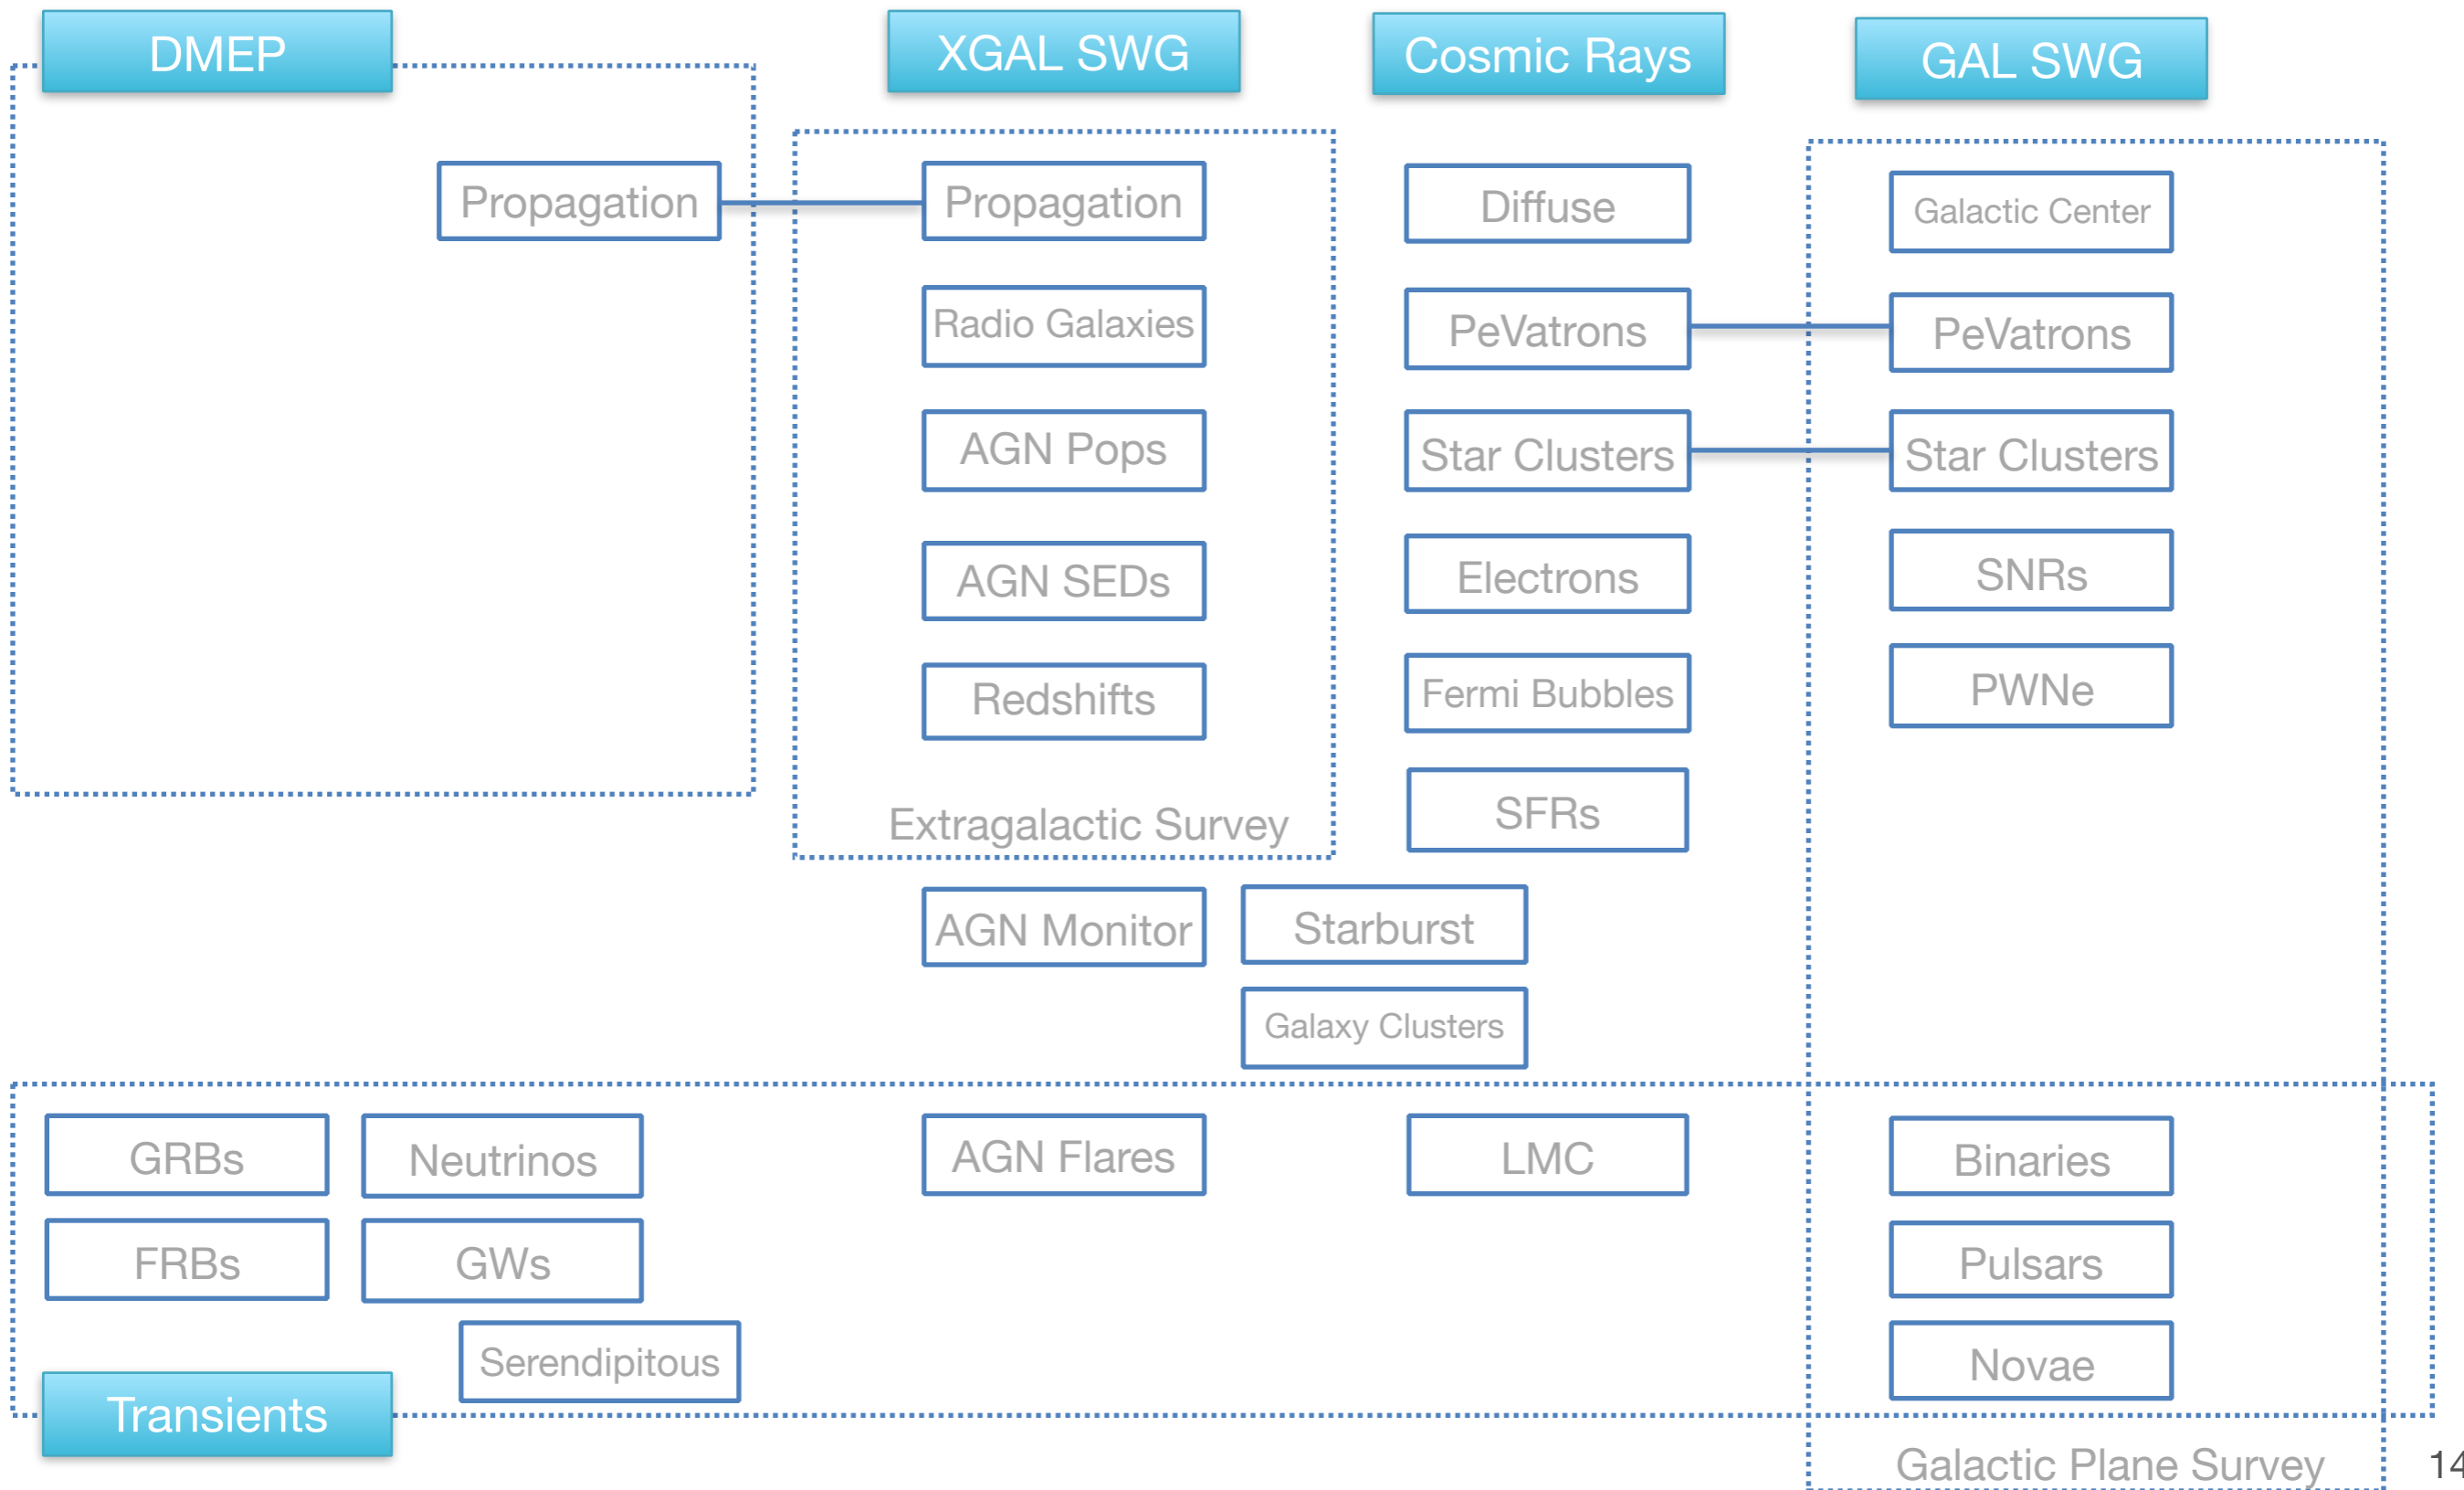 DMEP
XGAL SWG
Cosmic Rays
GAL SWG
Propagation
Propagation
Diffuse
Galactic Center
Radio Galaxies
PeVatrons
PeVatrons
AGN Pops
Star Clusters
Star Clusters
AGN SEDs
Electrons
SNRs
Redshifts
Fermi Bubbles
PWNe
Extragalactic Survey
SFRs
AGN Monitor
Starburst
Galaxy Clusters
GRBs
Neutrinos
AGN Flares
LMC
Binaries
FRBs
GWs
Pulsars
Serendipitous
Novae
Transients
Galactic Plane Survey
14